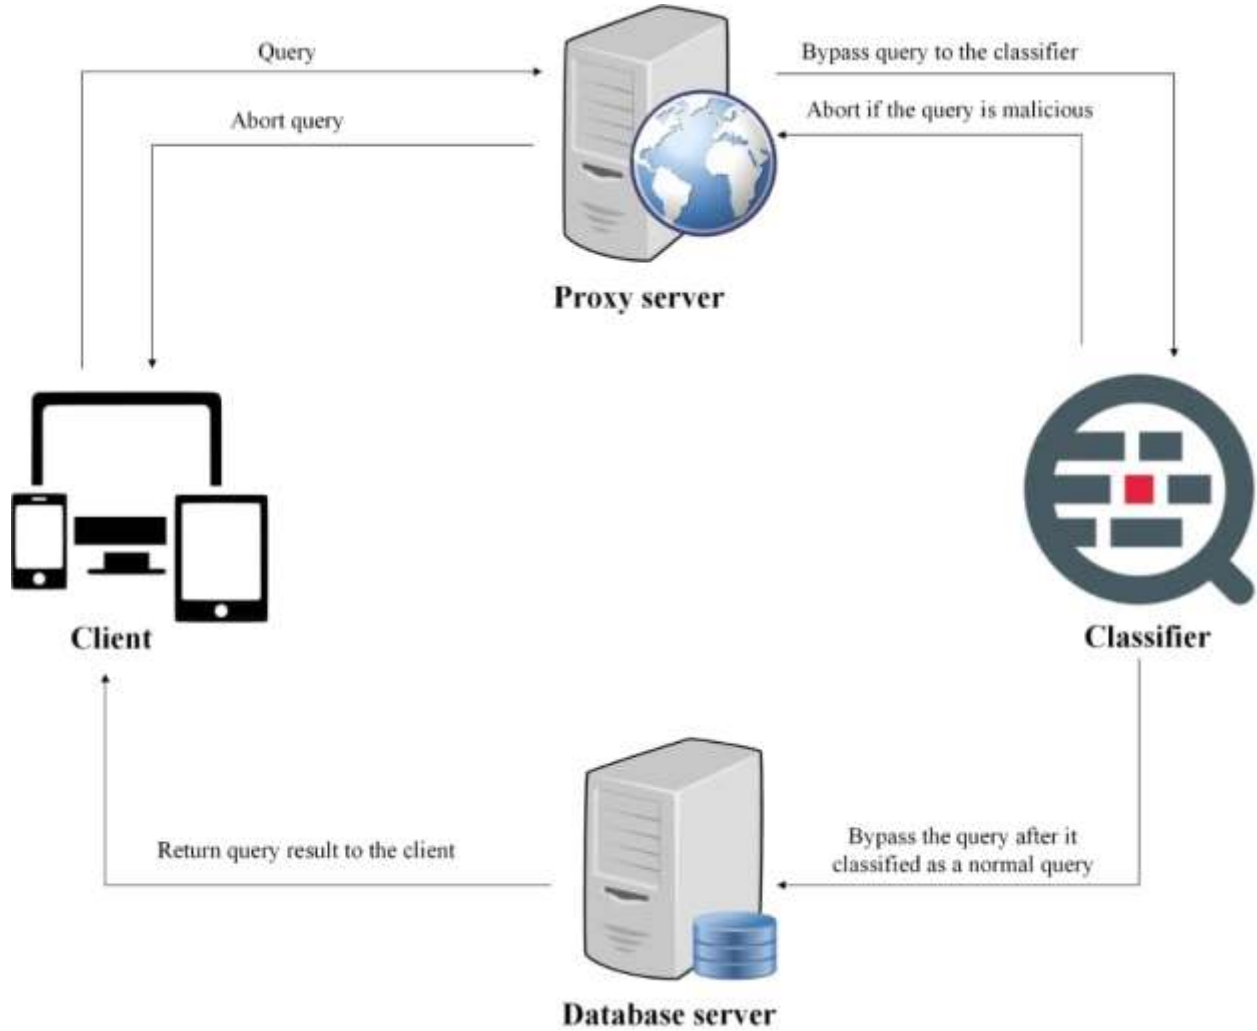 Query
Bypass query to the classifier
Abort query
Abort if the query is malicious
Proxy server
Client
Classifier
Return query result to the client
Bypass the query after it
classified as a normal query
Database server